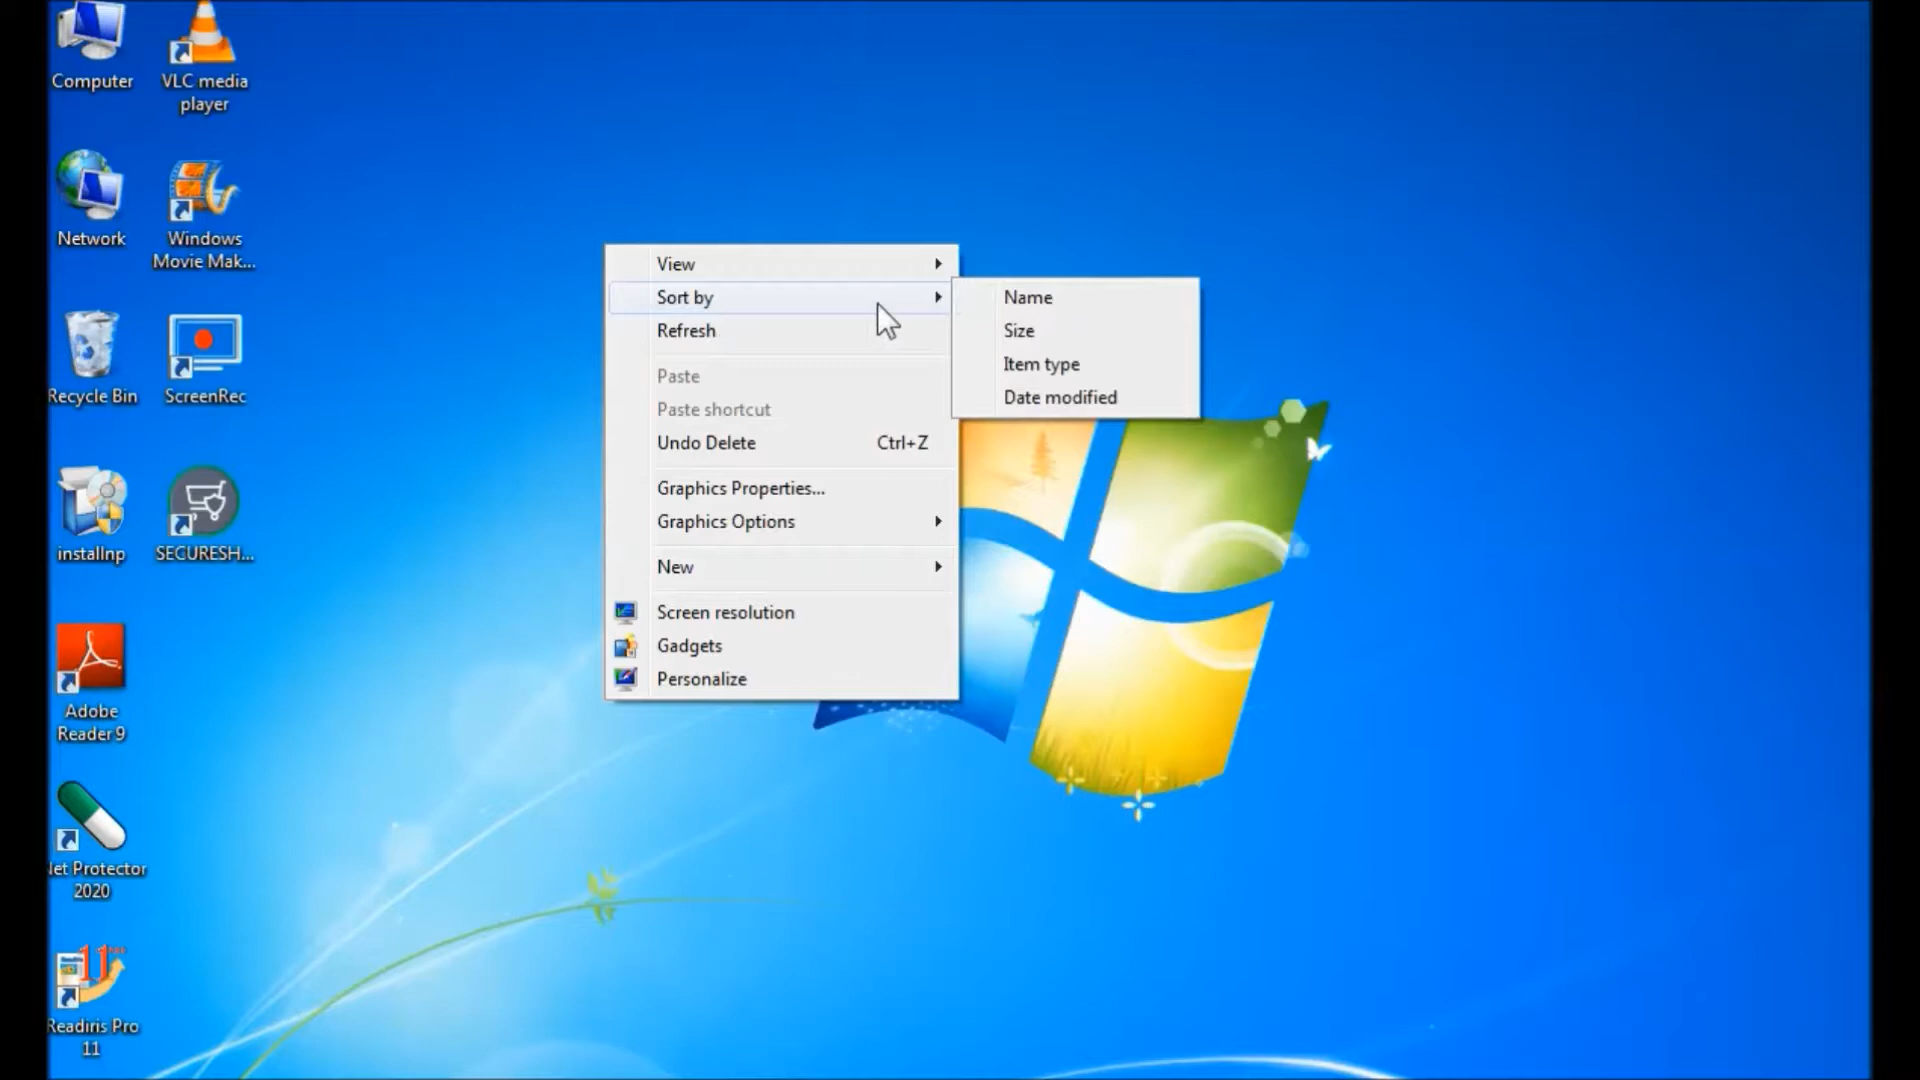 Computer
VLC media
player
Network
Windows
Movie Mak...
Recycle Bin
ScreenRec
installnp
SECURESH...
Adobe
Reader 9
Net Protector
2020
Readiris Pro
11
View
Sort by
Refresh
Paste
Paste shortcut
Undo Delete Ctrl+Z
Graphics Properties...
Graphics Options
New
Screen resolution
Gadgets
Personalize
Name
Size
Item type
Date modified